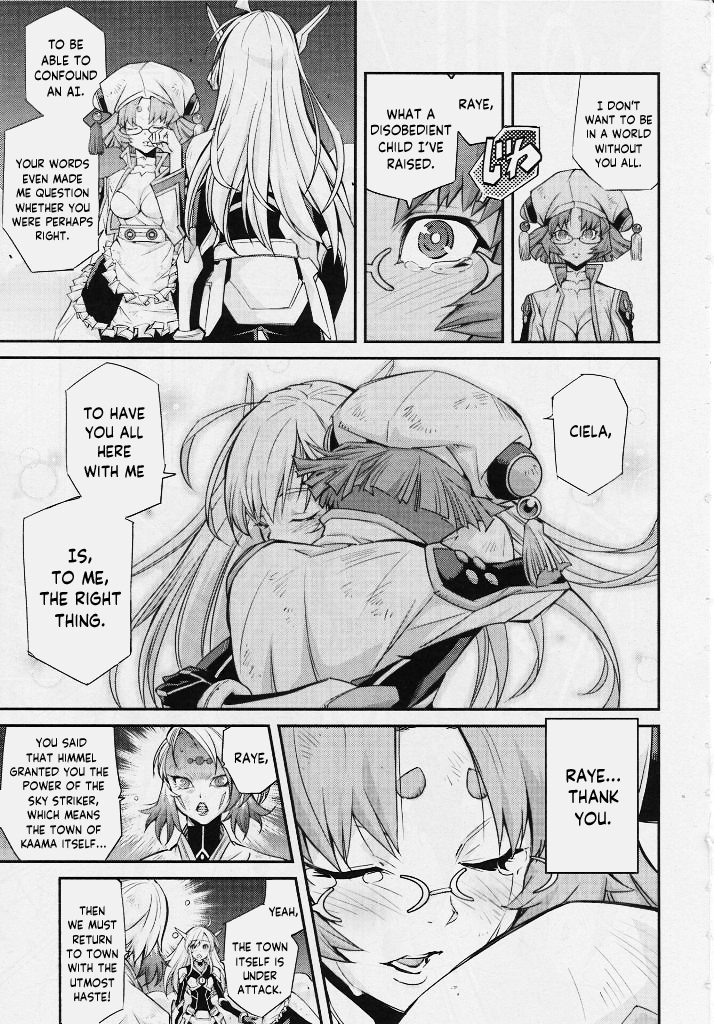 I DON'T
WANT TO BE
IN A WORLD
WITHOUT
YOU ALL.
じわ
RAYE,
WHAT A
DISOBEDIENT
CHILD I'VE
RAISED.
TO BE
ABLE TO
CONFOUND
AN AI.
YOUR WORDS
EVEN MADE
ME QUESTION
WHETHER YOU
WERE PERHAPS
RIGHT.
CIELA,
TO HAVE
YOU ALL
HERE
WITH ME
IS,
TO ME,
THE RIGHT
THING.
RAYE...
THANK
YOU.
RAYE,
YOU SAID
THAT HIMMEL
GRANTED YOU THE
POWER OF THE
SKY STRIKER,
WHICH MEANS
THE TOWN OF
KAAMA ITSELF...
YEAH,
THE TOWN
ITSELF IS
UNDER
ATTACK.
THEN
WE MUST
RETURN
TO TOWN
WITH THE
UTMOST
HASTE!